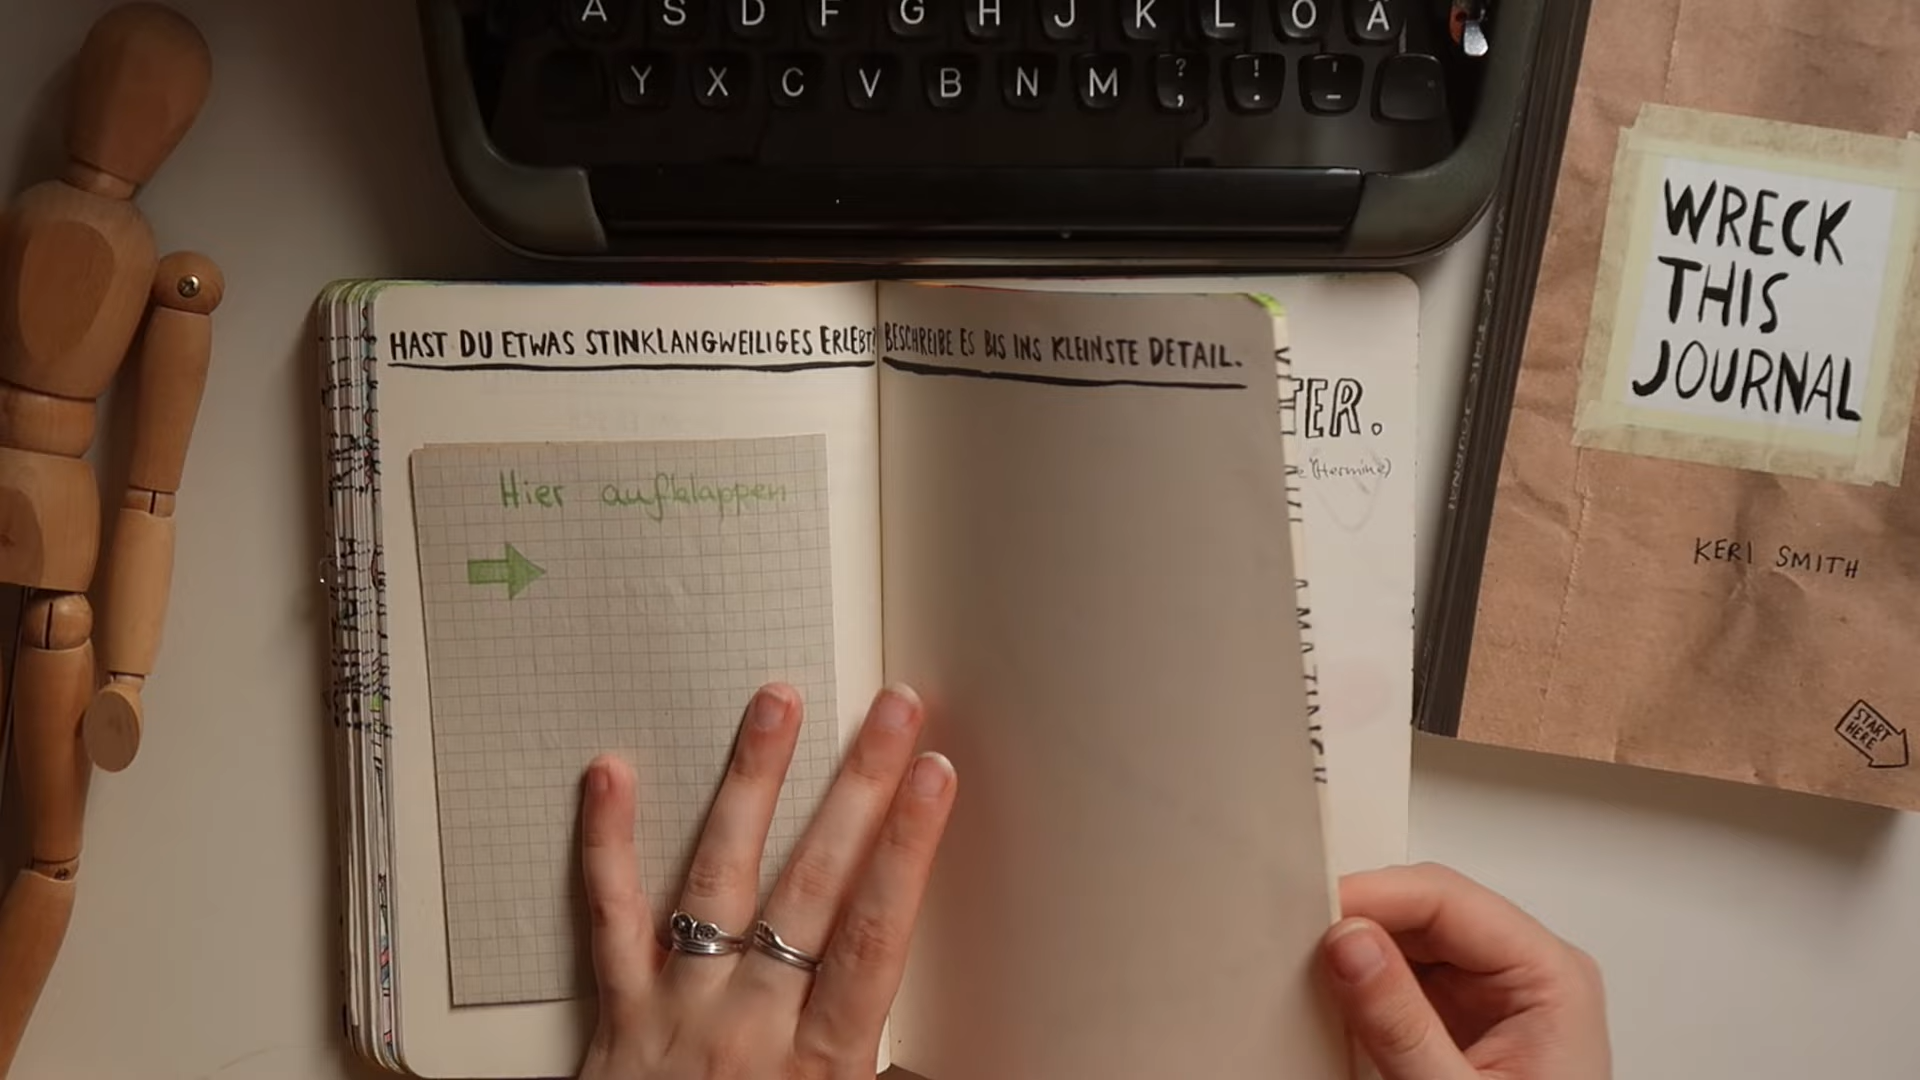 A S D F G H J K L Ö Ä
Y X C V B N M ? , ! . ' _
HAST DU ETWAS STINKLANGWEILIGES ERLEBT? BESCHREIBE ES BIS INS KLEINSTE DETAIL.
Hier aufklappen
TER.
(Hermine)
WRECK
THIS
JOURNAL
KERI SMITH
START
HERE